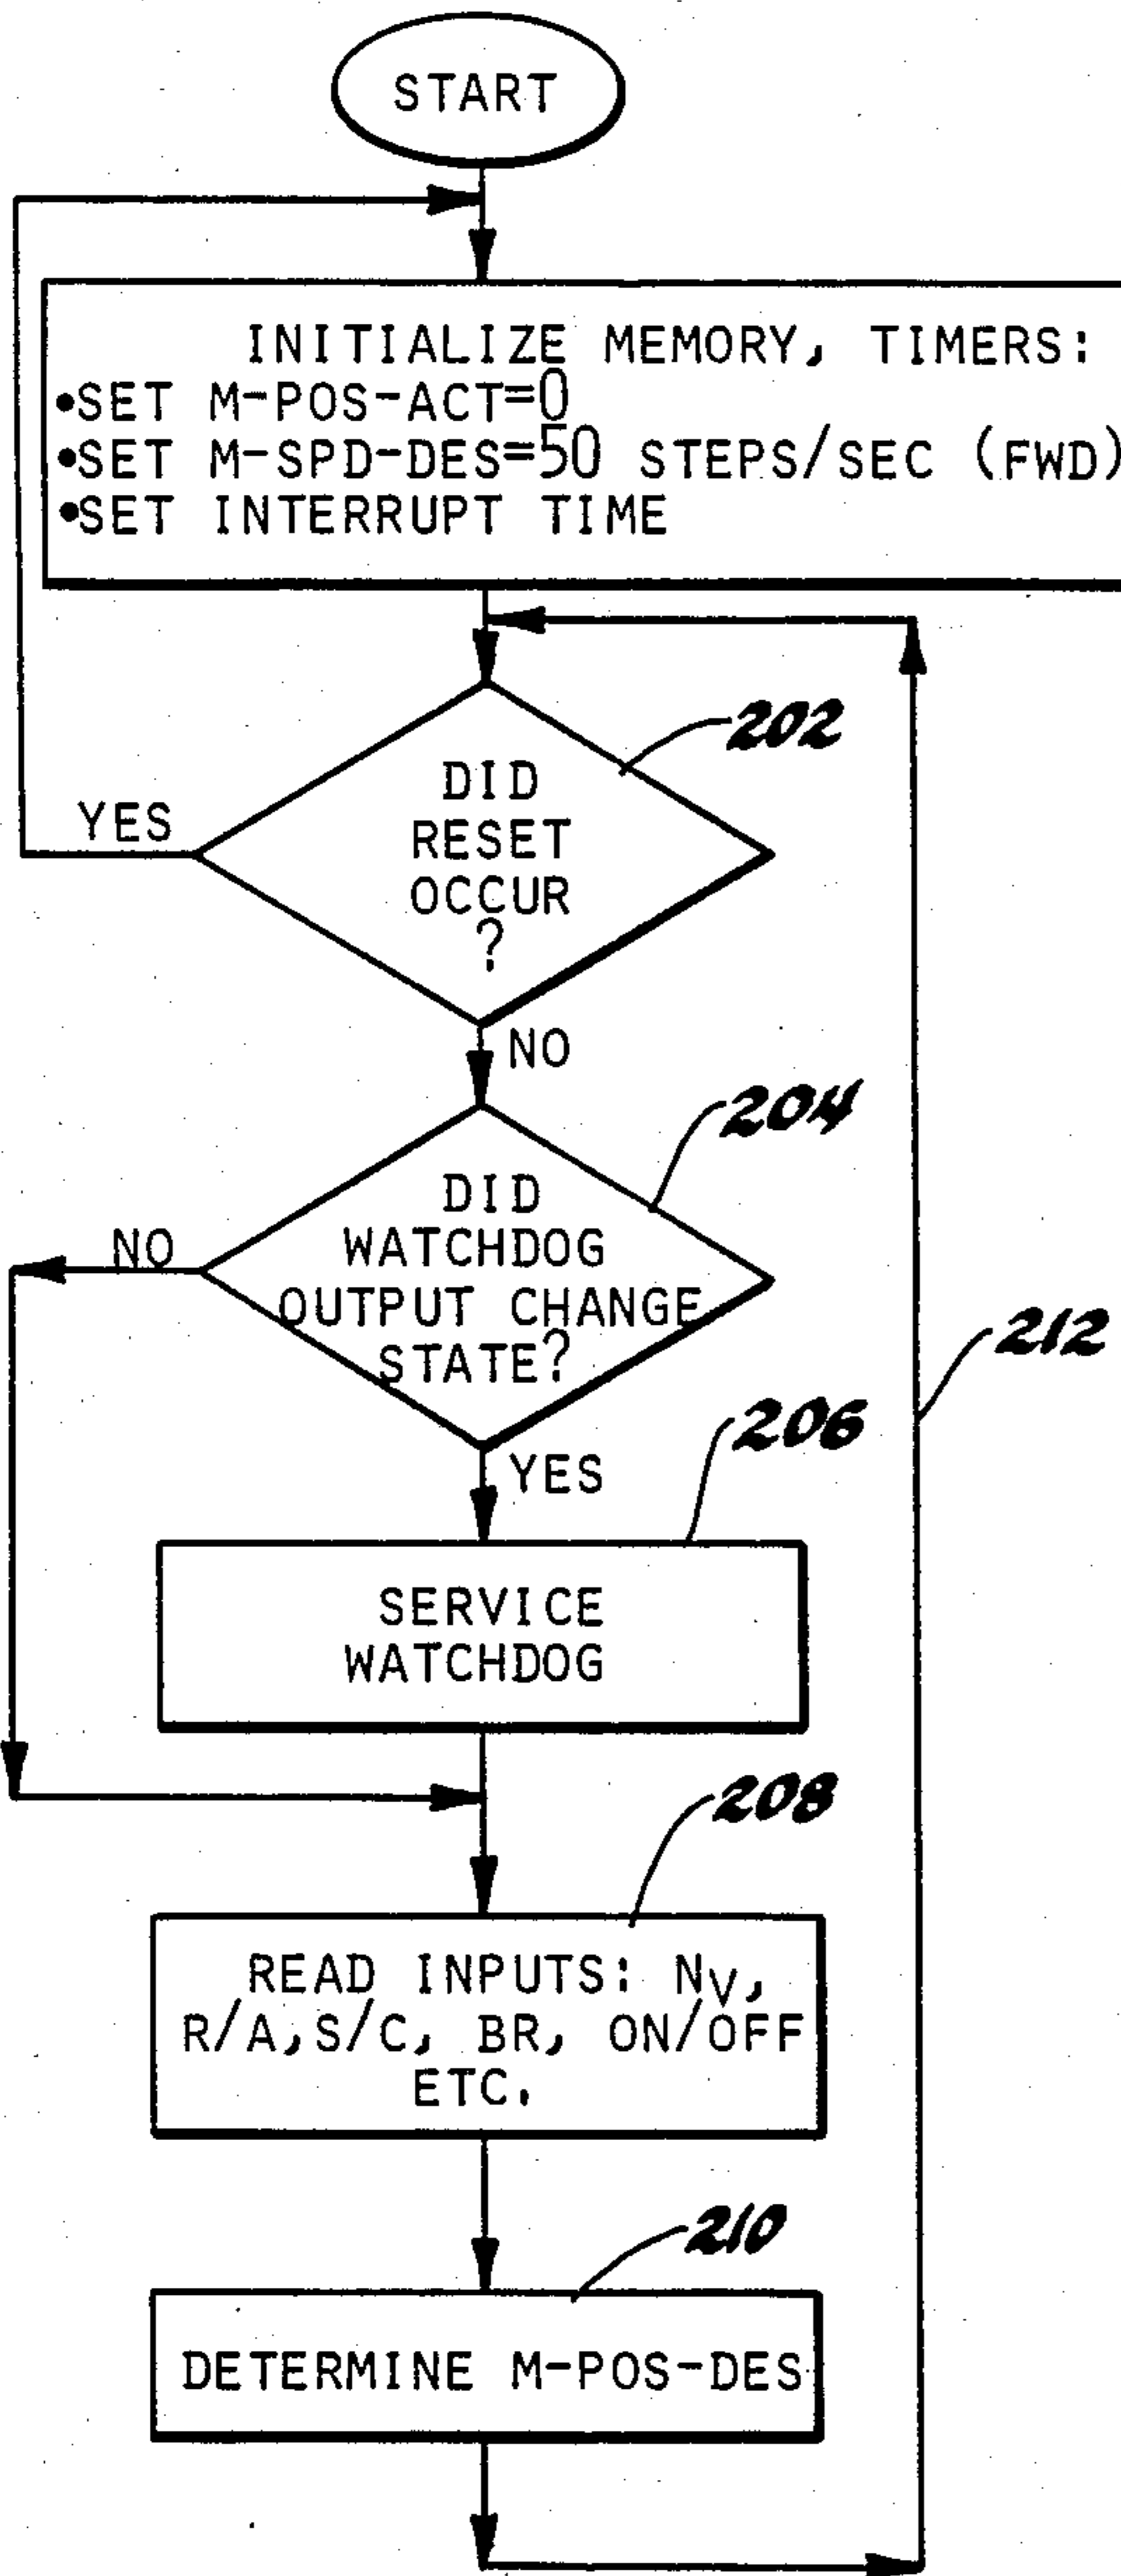 START
INITIALIZE MEMORY, TIMERS:
•SET M-POS-ACT=0
•SET M-SPD-DES=50 STEPS/SEC (FWD)
•SET INTERRUPT TIME
202
DID
RESET
OCCUR
?
YES
NO
204
DID
WATCHDOG
OUTPUT CHANGE
STATE?
NO
212
206
YES
SERVICE
WATCHDOG
208
READ INPUTS: NV,
R/A,S/C, BR, ON/OFF
ETC.
210
DETERMINE M-POS-DES